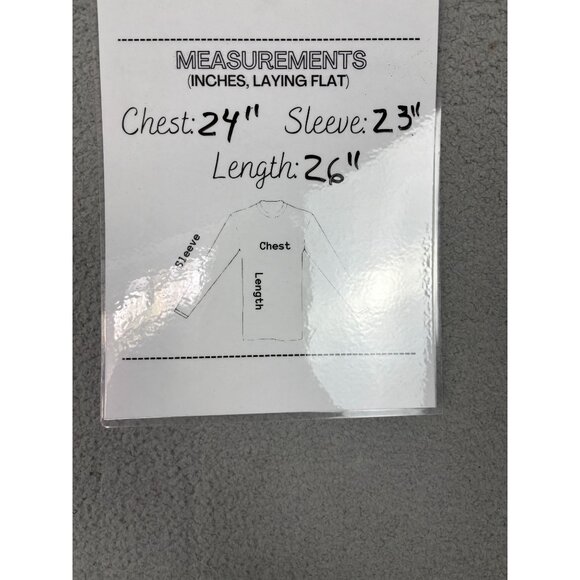 MEASUREMENTS
(INCHES, LAYING FLAT)
Chest: 24" Sleeve: 23"
Length: 26"
Sleeve
Chest
Length